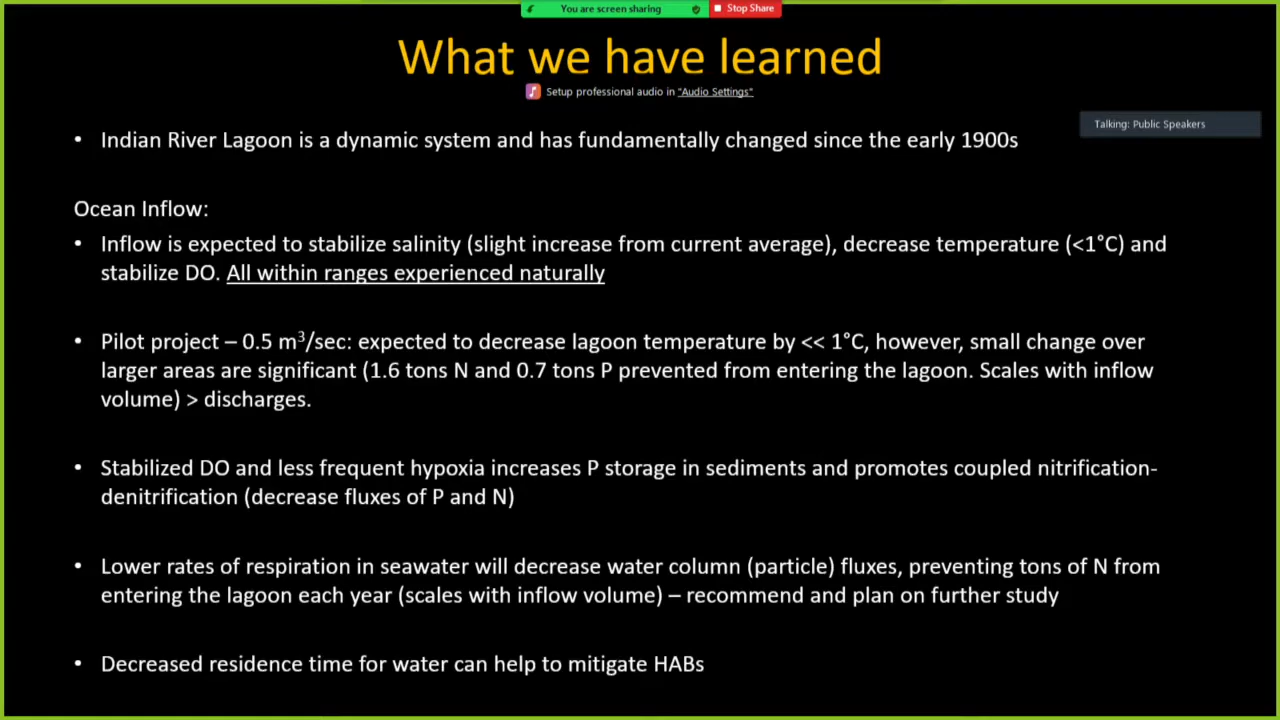 You are screen sharing
Stop Share
What we have learned
Setup professional audio in "Audio Settings"
Talking: Public Speakers
• Indian River Lagoon is a dynamic system and has fundamentally changed since the early 1900s
Ocean Inflow:
• Inflow is expected to stabilize salinity (slight increase from current average), decrease temperature (<1°C) and
stabilize DO. All within ranges experienced naturally
• Pilot project – 0.5 m³/sec: expected to decrease lagoon temperature by << 1°C, however, small change over
larger areas are significant (1.6 tons N and 0.7 tons P prevented from entering the lagoon. Scales with inflow
volume) > discharges.
• Stabilized DO and less frequent hypoxia increases P storage in sediments and promotes coupled nitrification-
denitrification (decrease fluxes of P and N)
• Lower rates of respiration in seawater will decrease water column (particle) fluxes, preventing tons of N from
entering the lagoon each year (scales with inflow volume) – recommend and plan on further study
• Decreased residence time for water can help to mitigate HABs